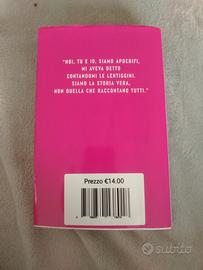 "NOI, TU E IO, SIAMO APOCRIFI,
MI AVEVA DETTO
CONTANDOMI LE LENTIGGINI.
SIAMO LA STORIA VERA,
NON QUELLA CHE RACCONTANO TUTTI."
Prezzo €14.00
subito